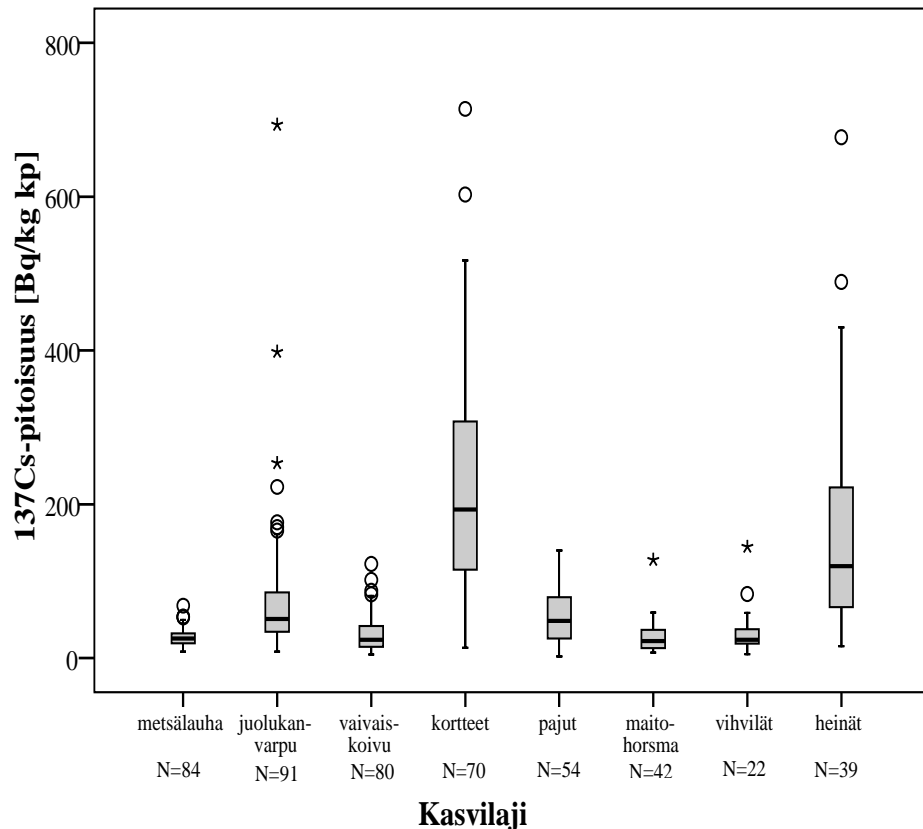 137Cs-pitoisuus [Bq/kg kp]
800
600
400
200
0
metsälauha
N=84
juolukan-
varpu
N=91
vaivais-
koivu
N=80
kortteet
N=70
pajut
N=54
maito-
horsma
N=42
vihvilät
N=22
heinät
N=39
Kasvilaji